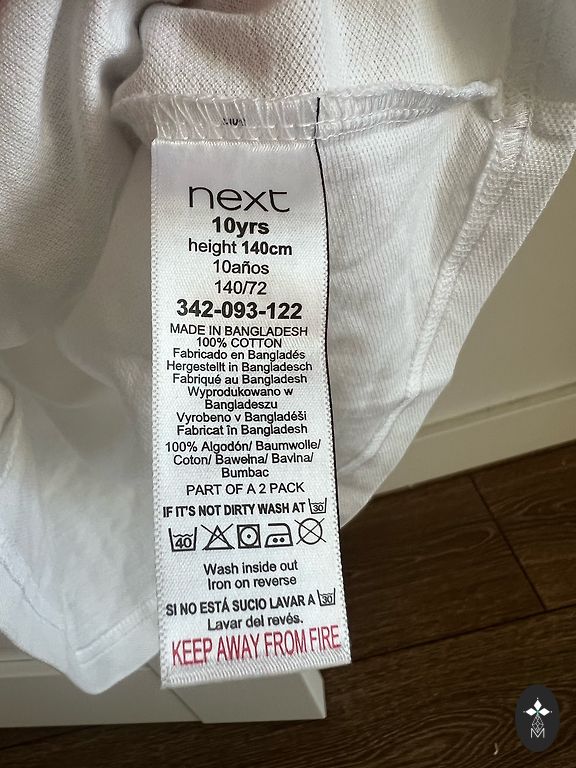 next
10yrs
height 140cm
10años
140/72
342-093-122
MADE IN BANGLADESH
100% COTTON
Fabricado en Bangladés
Hergestellt in Bangladesch
Fabriqué au Bangladesh
Wyprodukowano w
Bangladeszu
Vyrobeno v Bangladéši
Fabricat în Bangladesh
100% Algodón/ Baumwolle/
Coton/ Bawełna/ Bavlna/
Bumbac
PART OF A 2 PACK
IF IT'S NOT DIRTY WASH AT 30
40
Wash inside out
Iron on reverse
SI NO ESTÁ SUCIO LAVAR A 30
Lavar del revés.
KEEP AWAY FROM FIRE
M